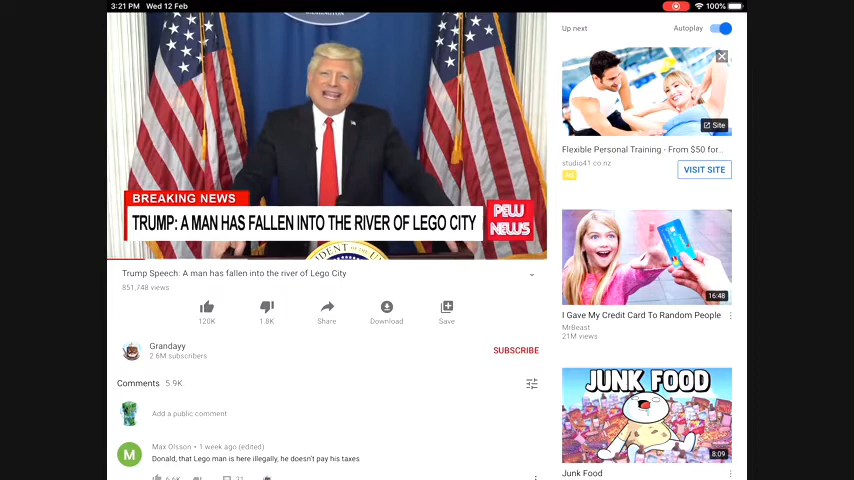 3:21 PM Wed 12 Feb
100%
WASHINGTON
BREAKING NEWS
TRUMP: A MAN HAS FALLEN INTO THE RIVER OF LEGO CITY
PEW
NEWS
Trump Speech: A man has fallen into the river of Lego City
851,748 views
120K
1.8K
Share
Download
Save
Grandayy
2.6M subscribers
SUBSCRIBE
Comments 5.9K
Add a public comment
M
Max Olsson • 1 week ago (edited)
Donald, that Lego man is here illegally, he doesn't pay his taxes
6.6K
21
Up next
Autoplay
Site
Flexible Personal Training - From $50 for...
studio41.co.nz
Ad
VISIT SITE
16:48
I Gave My Credit Card To Random People
MrBeast
21M views
JUNK FOOD
8:09
Junk Food